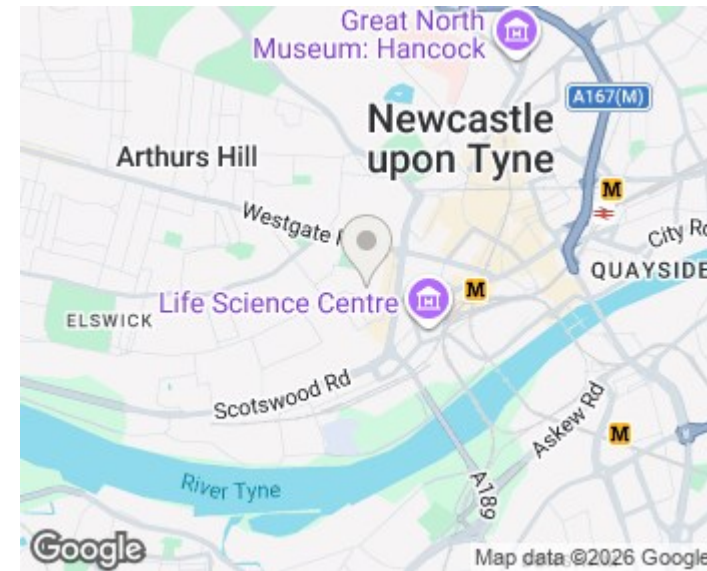 Great North
Museum: Hancock
A167(M)
Newcastle
upon Tyne
Arthurs Hill
M
Westgate
City Rd
QUAYSIDE
M
Life Science Centre
ELSWICK
Scotswood Rd
Askew Rd
M
River Tyne
A189
Google
Map data ©2026 Google